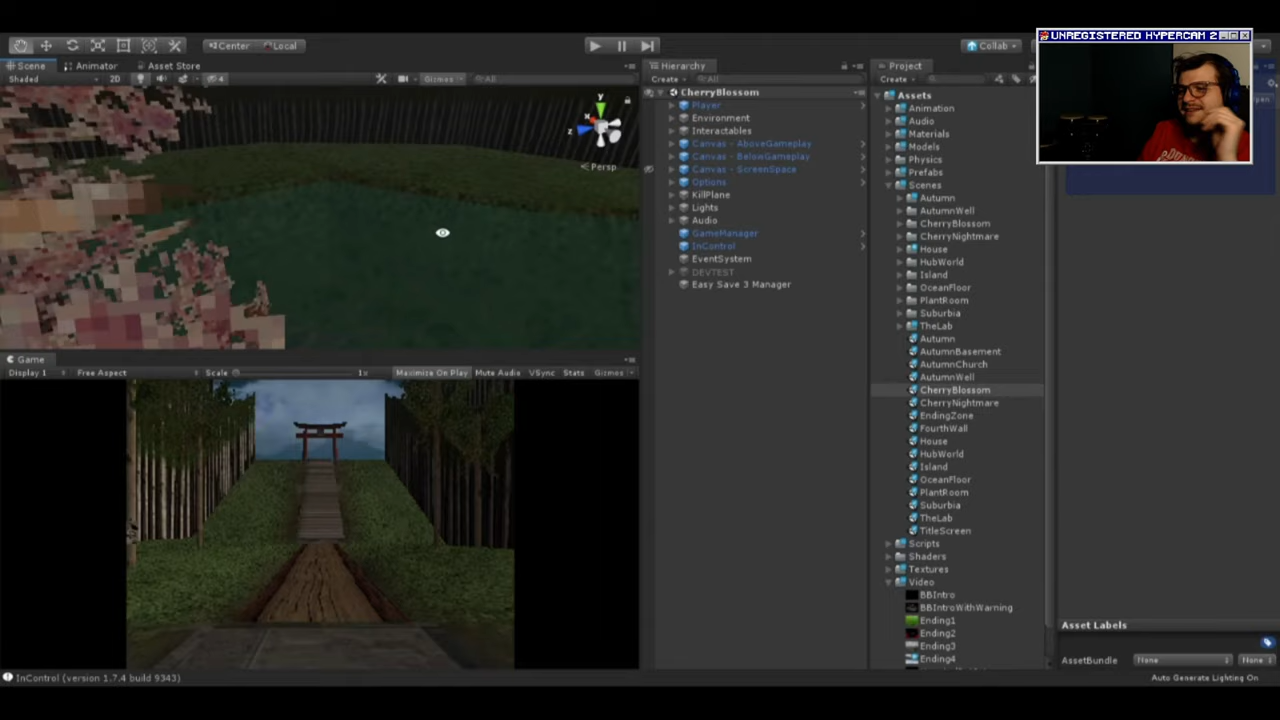 UNREGISTERED HYPERCAM 2
Center Local
Collab
Scene Animator Asset Store
Shaded 2D 4 Gizmos All
y
x
z
Persp
Hierarchy
Create All
CherryBlossom
Player
Environment
Interactables
Canvas - AboveGameplay
Canvas - BelowGameplay
Canvas - ScreenSpace
Options
KillPlane
Lights
Audio
GameManager
InControl
EventSystem
DEVTEST
Easy Save 3 Manager
Project
Create
Assets
Animation
Audio
Materials
Models
Physics
Prefabs
Scenes
Autumn
AutumnWell
CherryBlossom
CherryNightmare
House
HubWorld
Island
OceanFloor
PlantRoom
Suburbia
TheLab
Autumn
AutumnBasement
AutumnChurch
AutumnWell
CherryBlossom
CherryNightmare
EndingZone
FourthWall
House
HubWorld
Island
OceanFloor
PlantRoom
Suburbia
TheLab
TitleScreen
Scripts
Shaders
Textures
Video
BBIntro
BBIntroWithWarning
Ending1
Ending2
Ending3
Ending4
Game
Display 1 Free Aspect Scale 1x Maximize On Play Mute Audio VSync Stats Gizmos
Asset Labels
AssetBundle None None
InControl (version 1.7.4 build 9343)
Auto Generate Lighting On